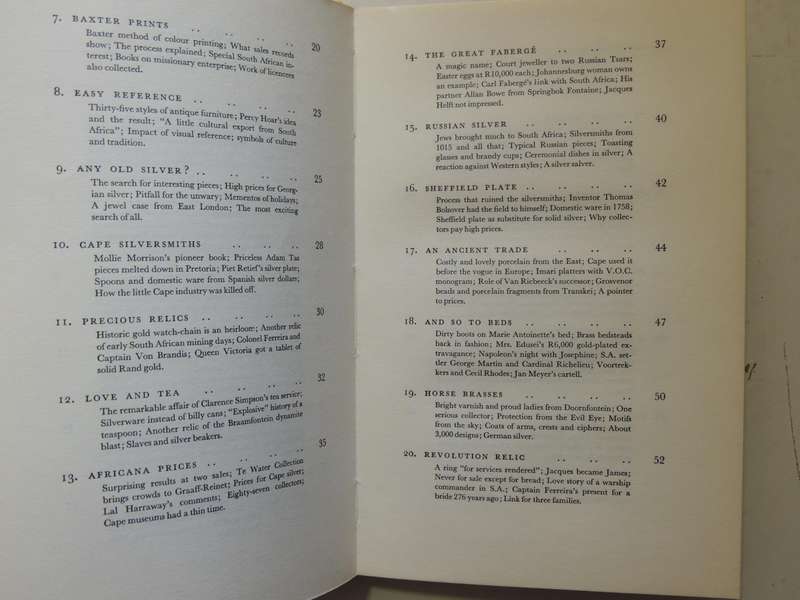 7. BAXTER PRINTS .. .. .. .. 20
Baxter method of colour printing; What sales records
show; The process explained; Special South African in-
terest; Books on missionary enterprise; Work of licencees
also collected.
8. EASY REFERENCE .. .. .. .. 23
Thirty-five styles of antique furniture; Percy Hoar's idea
and the result; "A little cultural export from South
Africa"; Impact of visual reference; symbols of culture
and tradition.
9. ANY OLD SILVER? .. .. .. .. 25
The search for interesting pieces; High prices for Georg-
ian silver; Pitfall for the unwary; Mementos of holidays;
A jewel case from East London; The most exciting
search of all.
10. CAPE SILVERSMITHS .. .. .. 28
Mollie Morrison's pioneer book; Priceless Adam Tas
pieces melted down in Pretoria; Piet Retief's silver plate;
Spoons and domestic ware from Spanish silver dollars;
How the little Cape industry was killed off.
11. PRECIOUS RELICS .. .. .. .. 30
Historic gold watch-chain is an heirloom; Another relic
of early South African mining days; Colonel Ferreira and
Captain Von Brandis; Queen Victoria got a tablet of
solid Rand gold.
12. LOVE AND TEA .. .. .. .. 32
The remarkable affair of Clarence Simpson's tea service;
Silverware instead of billy cans; "Explosive" history of a
teaspoon; Another relic of the Braamfontein dynamite
blast; Slaves and silver beakers.
13. AFRICANA PRICES .. .. .. .. 35
Surprising results at two sales; Te Water Collection
brings crowds to Graaff-Reinet; Prices for Cape silver;
Lal Harraway's comments; Eighty-seven collectors;
Cape museums had a thin time.
14. THE GREAT FABERGÉ .. .. .. 37
A magic name; Court jeweller to two Russian Tsars;
Easter eggs at R10,000 each; Johannesburg woman owns
an example; Carl Fabergé's link with South Africa; His
partner Allan Bowe from Springbok Fontaine; Jacques
Helft not impressed.
15. RUSSIAN SILVER .. .. .. .. 40
Jews brought much to South Africa; Silversmiths from
1015 and all that; Typical Russian pieces; Toasting
glasses and brandy cups; Ceremonial dishes in silver; A
reaction against Western styles; A silver salver.
16. SHEFFIELD PLATE .. .. .. .. 42
Process that ruined the silversmiths; Inventor Thomas
Bolsover had the field to himself; Domestic ware in 1758;
Sheffield plate as substitute for solid silver; Why collec-
tors pay high prices.
17. AN ANCIENT TRADE .. .. .. 44
Costly and lovely porcelain from the East; Cape used it
before the vogue in Europe; Imari platters with V.O.C.
monogram; Role of Van Riebeeck's successor; Grosvenor
beads and porcelain fragments from Transkei; A pointer
to prices.
18. AND SO TO BEDS .. .. .. .. 47
Dirty boots on Marie Antoinette's bed; Brass bedsteads
back in fashion; Mrs. Edusei's R6,000 gold-plated ex-
travagance; Napoleon's night with Josephine; S.A. set-
tler George Martin and Cardinal Richelieu; Voortrek-
kers and Cecil Rhodes; Jan Meyer's cartell.
19. HORSE BRASSES .. .. .. .. 50
Bright varnish and proud ladies from Doornfontein; One
serious collector; Protection from the Evil Eye; Motifs
from the sky; Coats of arms, crests and ciphers; About
3,000 designs; German silver.
20. REVOLUTION RELIC .. .. .. 52
A ring "for services rendered"; Jacques became James;
Never for sale except for bread; Love story of a warship
commander in S.A.; Captain Ferreira's present for a
bride 276 years ago; Link for three families.